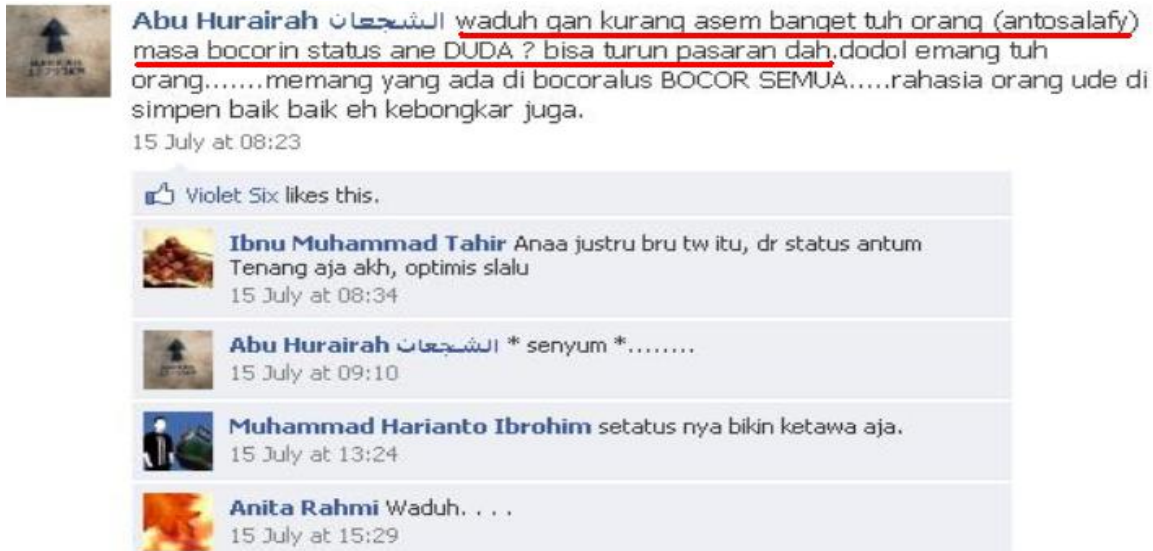 Abu Hurairah الشجعان waduh gan kurang asem banget tuh orang (antosalafy)
masa bocorin status ane DUDA ? bisa turun pasaran dah.dodol emang tuh
orang.......memang yang ada di bocoralus BOCOR SEMUA.....rahasia orang ude di
simpen baik baik eh kebongkar juga.
15 July at 08:23
Violet Six likes this.
Ibnu Muhammad Tahir Anaa justru bru tw itu, dr status antum
Tenang aja akh, optimis slalu
15 July at 08:34
Abu Hurairah الشجعان * senyum *........
15 July at 09:10
Muhammad Harianto Ibrohim setatus nya bikin ketawa aja.
15 July at 13:24
Anita Rahmi Waduh. . . .
15 July at 15:29